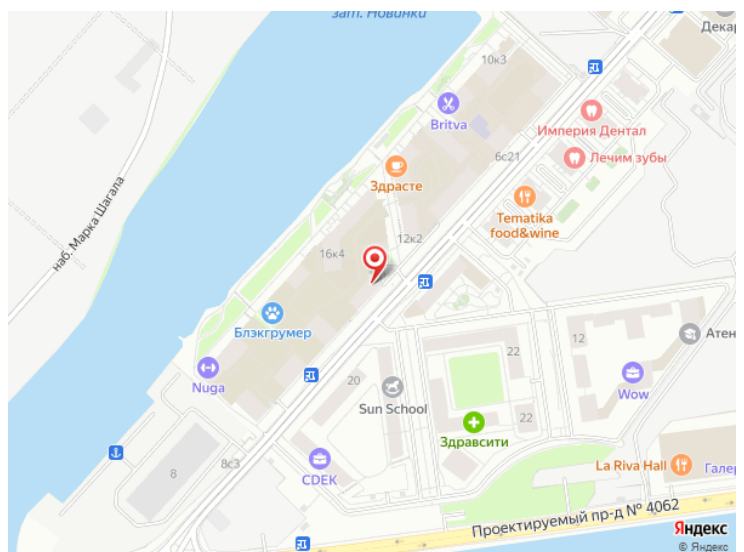 зат. Новинки
Декар
10к3
Britva
Империя Дентал
6с21
Лечим зубы
Здрасте
наб. Марка Шагала
Tematika
food&wine
12к2
16к4
Блэкгрумер
12
Атен
22
Nuga
20
Sun School
Wow
22
Здравсити
8с3
8
CDEK
La Riva Hall
Галер
Проектируемый пр-д № 4062
Яндекс
© Яндекс